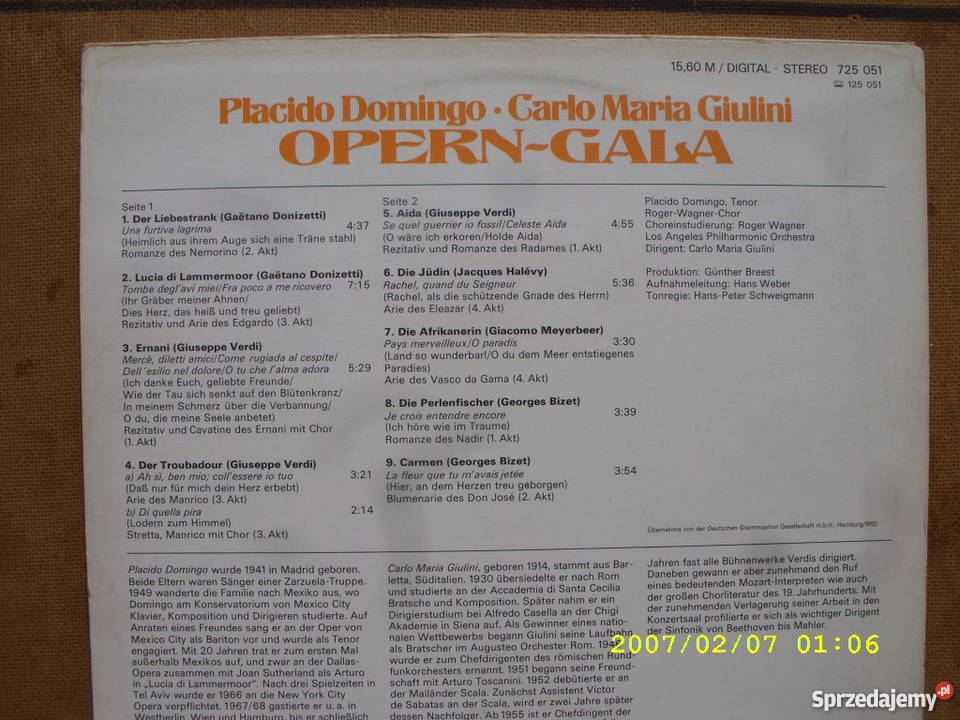 15,60 M / DIGITAL · STEREO 725 051
125 051
Placido Domingo · Carlo Maria Giulini
OPERN-GALA
Seite 1
1. Der Liebestrank (Gaëtano Donizetti)
Una furtiva lagrima 4:37
(Heimlich aus ihrem Auge sich eine Träne stahl)
Romanze des Nemorino (2. Akt)
2. Lucia di Lammermoor (Gaëtano Donizetti)
Tombe degl'avi miei/Fra poco a me ricovero 7:15
(Ihr Gräber meiner Ahnen/
Dies Herz, das heiß und treu geliebt)
Rezitativ und Arie des Edgardo (3. Akt)
3. Ernani (Giuseppe Verdi)
Mercè, diletti amici/Come rugiada al cespite/
Dell'esilio nel dolore/O tu che l'alma adora 5:29
(Ich danke Euch, geliebte Freunde/
Wie der Tau sich senkt auf den Blütenkranz/
In meinem Schmerz über die Verbannung/
O du, die meine Seele anbetet)
Rezitativ und Cavatine des Ernani mit Chor
(1. Akt)
4. Der Troubadour (Giuseppe Verdi)
a) Ah sì, ben mio; coll'essere io tuo 3:21
(Daß nur für mich dein Herz erbebt)
Arie des Manrico (3. Akt)
b) Di quella pira 2:14
(Lodern zum Himmel)
Stretta, Manrico mit Chor (3. Akt)
Seite 2
5. Aida (Giuseppe Verdi)
Se quel guerrier io fossi!/Celeste Aida 4:55
(O wäre ich erkoren/Holde Aida)
Rezitativ und Romanze des Radames (1. Akt)
6. Die Jüdin (Jacques Halévy)
Rachel, quand du Seigneur 5:36
(Rachel, als die schützende Gnade des Herrn)
Arie des Eleazar (4. Akt)
7. Die Afrikanerin (Giacomo Meyerbeer)
Pays merveilleux/O paradis 3:30
(Land so wunderbar!/O du dem Meer entstiegenes
Paradies)
Arie des Vasco da Gama (4. Akt)
8. Die Perlenfischer (Georges Bizet)
Je crois entendre encore 3:39
(Ich höre wie im Traume)
Romanze des Nadir (1. Akt)
9. Carmen (Georges Bizet)
La fleur que tu m'avais jetée 3:54
(Hier, an dem Herzen treu geborgen)
Blumenarie des Don José (2. Akt)
Placido Domingo, Tenor
Roger-Wagner-Chor
Choreinstudierung: Roger Wagner
Los Angeles Philharmonic Orchestra
Dirigent: Carlo Maria Giulini
Produktion: Günther Breest
Aufnahmeleitung: Hans Weber
Tonregie: Hans-Peter Schweigmann
Übernahme von der Deutschen Grammophon Gesellschaft m.b.H., Hamburg/BRD
Placido Domingo wurde 1941 in Madrid geboren.
Beide Eltern waren Sänger einer Zarzuela-Truppe.
1949 wanderte die Familie nach Mexiko aus, wo
Domingo am Konservatorium von Mexico City
Klavier, Komposition und Dirigieren studierte. Auf
Anraten eines Freundes sang er an der Oper von
Mexico City als Bariton vor und wurde als Tenor
engagiert. Mit 20 Jahren trat er zum ersten Mal
außerhalb Mexikos auf, und zwar an der Dallas-
Opera zusammen mit Joan Sutherland als Arturo
in „Lucia di Lammermoor". Nach drei Spielzeiten in
Tel Aviv wurde er 1966 an die New York City
Opera verpflichtet. 1967/68 gastierte er u. a. in
Westberlin, Wien und Hamburg, bis er schließlich
Carlo Maria Giulini, geboren 1914, stammt aus Bar-
letta, Süditalien. 1930 übersiedelte er nach Rom
und studierte an der Accademia di Santa Cecilia
Bratsche und Komposition. Später nahm er ein
Dirigierstudium bei Alfredo Casella an der Chigi
Akademie in Siena auf. Als Gewinner eines natio-
nalen Wettbewerbs begann Giulini seine Laufbahn
als Bratscher im Augusteo Orchester Rom.
wurde er zum Chefdirigenten des römischen Rund-
funkorchesters ernannt. 1951 begann seine Freund-
schaft mit Arturo Toscanini. 1952 debütierte er an
der Mailänder Scala. Zunächst Assistent Victor
de Sabatas an der Scala, wird er zwei Jahre später
dessen Nachfolger. Ab 1955 ist er Chefdirigent der
Jahren fast alle Bühnenwerke Verdis dirigiert.
Daneben gewann er aber zunehmend den Ruf
eines bedeutenden Mozart-Interpreten wie auch
der großen Chorliteratur des 19. Jahrhunderts. Mit
der zunehmenden Verlagerung seiner Arbeit in den
Konzertsaal profilierte er sich als wichtiger Dirigent
der Sinfonik von Beethoven bis Mahler.
2007/02/07 01:06
Sprzedajemy.pl